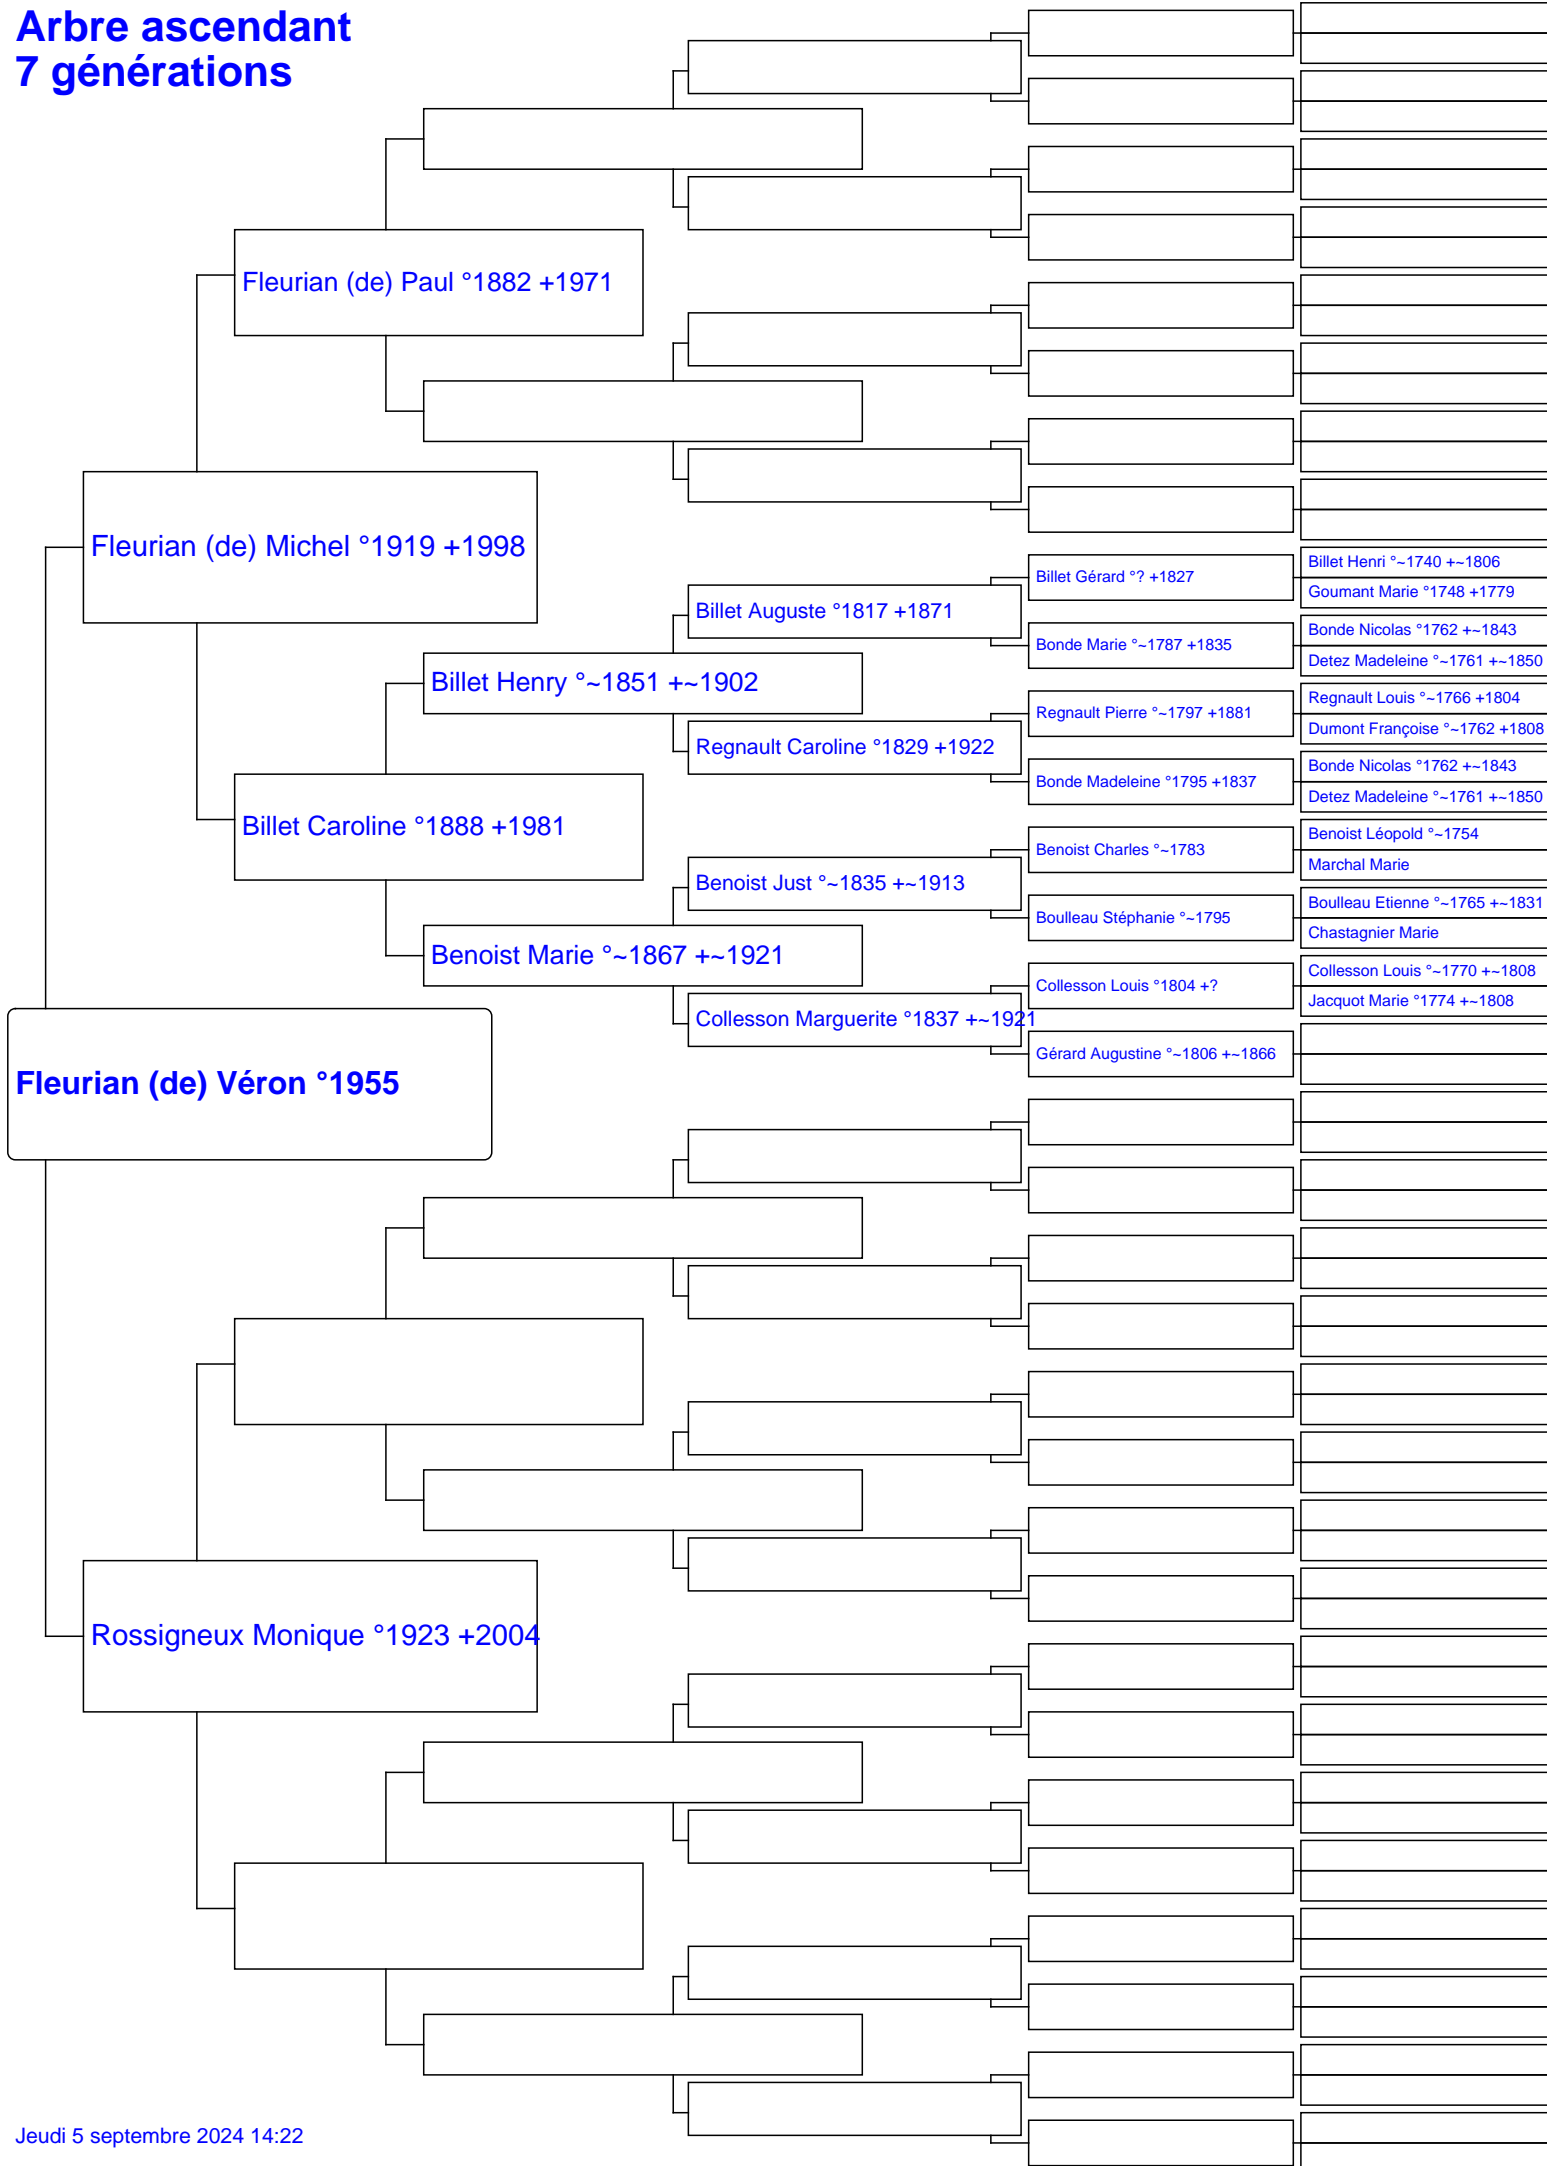 Arbre ascendant
7 générations
Fleurian (de) Paul °1882 +1971
Fleurian (de) Michel °1919 +1998
Billet Gérard °? +1827
Billet Henri °~1740 +~1806
Goumant Marie °1748 +1779
Billet Auguste °1817 +1871
Bonde Marie °~1787 +1835
Bonde Nicolas °1762 +~1843
Detez Madeleine °~1761 +~1850
Billet Henry °~1851 +~1902
Regnault Pierre °~1797 +1881
Regnault Louis °~1766 +1804
Dumont Françoise °~1762 +1808
Regnault Caroline °1829 +1922
Bonde Madeleine °1795 +1837
Bonde Nicolas °1762 +~1843
Detez Madeleine °~1761 +~1850
Billet Caroline °1888 +1981
Benoist Charles °~1783
Benoist Léopold °~1754
Marchal Marie
Benoist Just °~1835 +~1913
Boulleau Stéphanie °~1795
Boulleau Etienne °~1765 +~1831
Chastagnier Marie
Benoist Marie °~1867 +~1921
Collesson Louis °1804 +?
Collesson Louis °~1770 +~1808
Jacquot Marie °1774 +~1808
Collesson Marguerite °1837 +~1921
Gérard Augustine °~1806 +~1866
Fleurian (de) Véron °1955
Rossigneux Monique °1923 +2004
Jeudi 5 septembre 2024 14:22